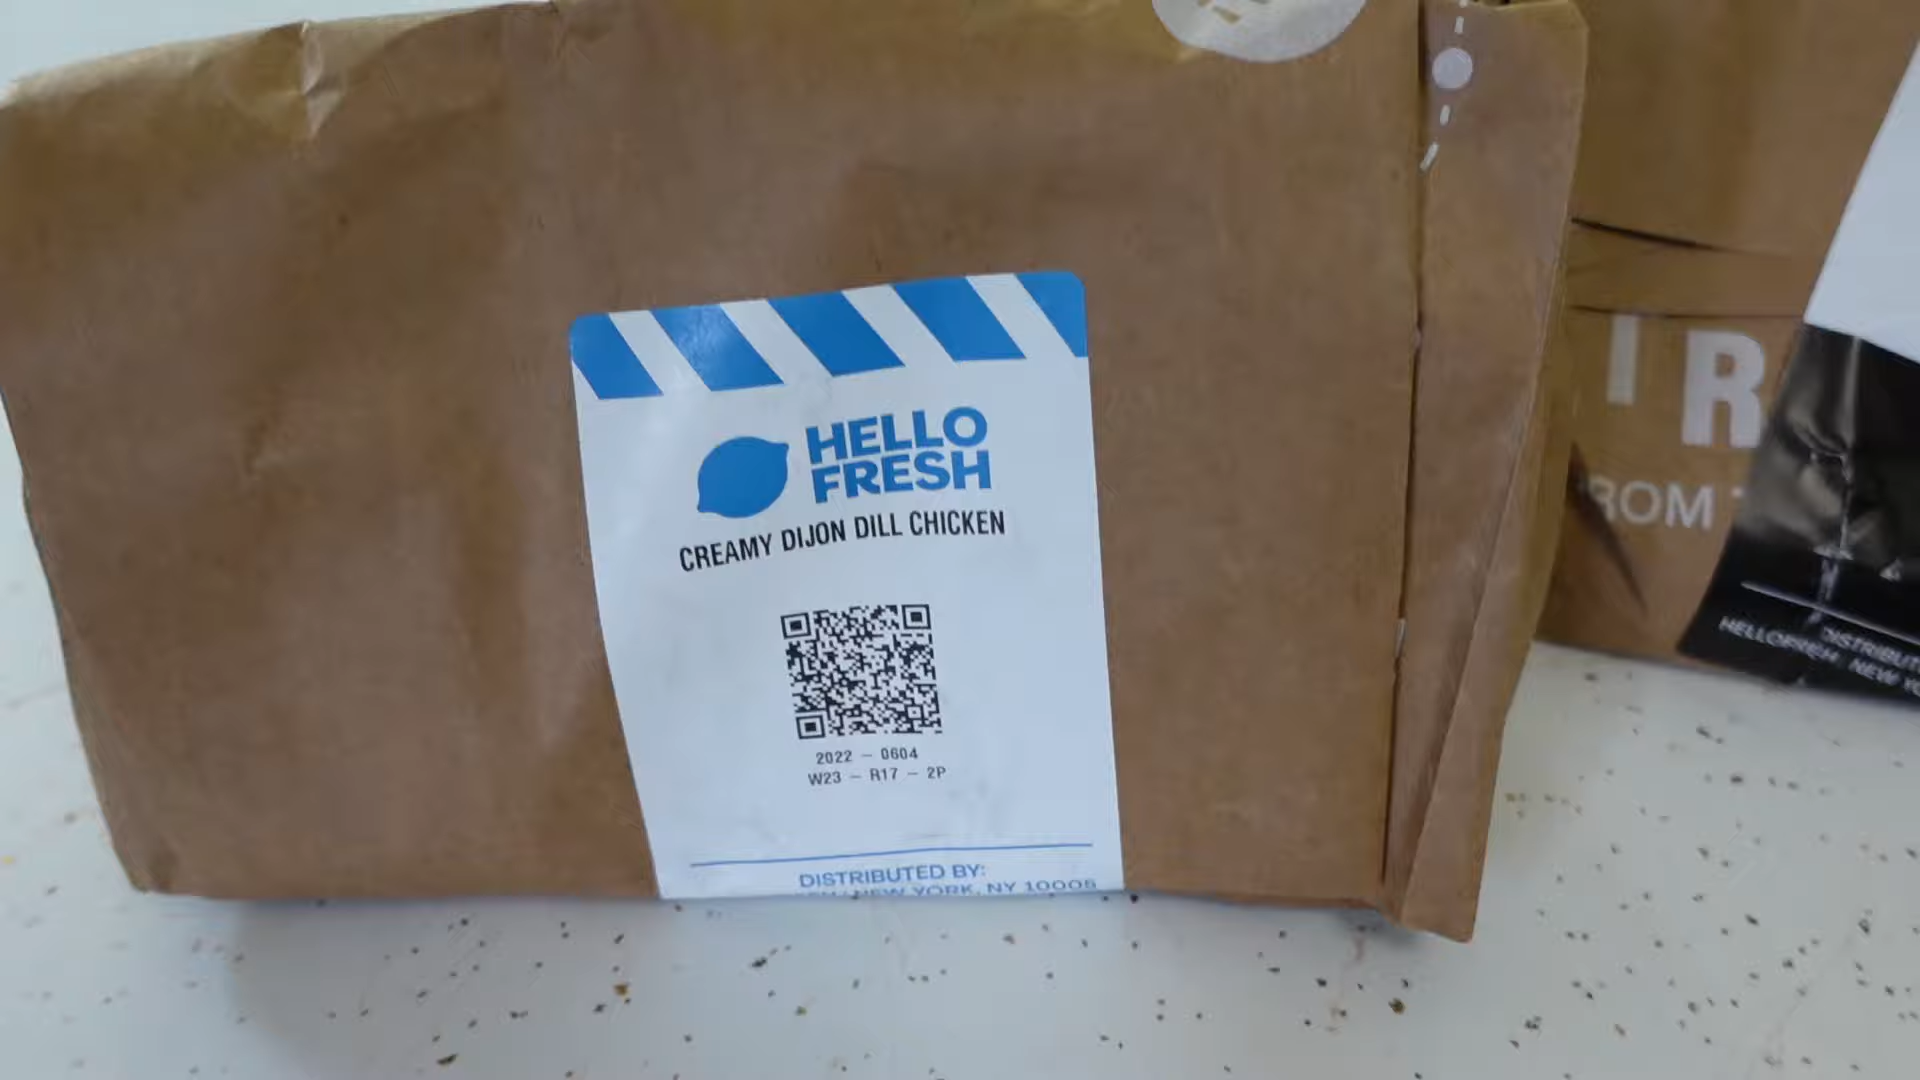 HELLO
FRESH
CREAMY DIJON DILL CHICKEN
2022 – 0604
W23 – R17 – 2P
DISTRIBUTED BY:
NEW YORK, NY 10005
R
ROM
DISTRIBUT
HELLOFRESH, NEW YO